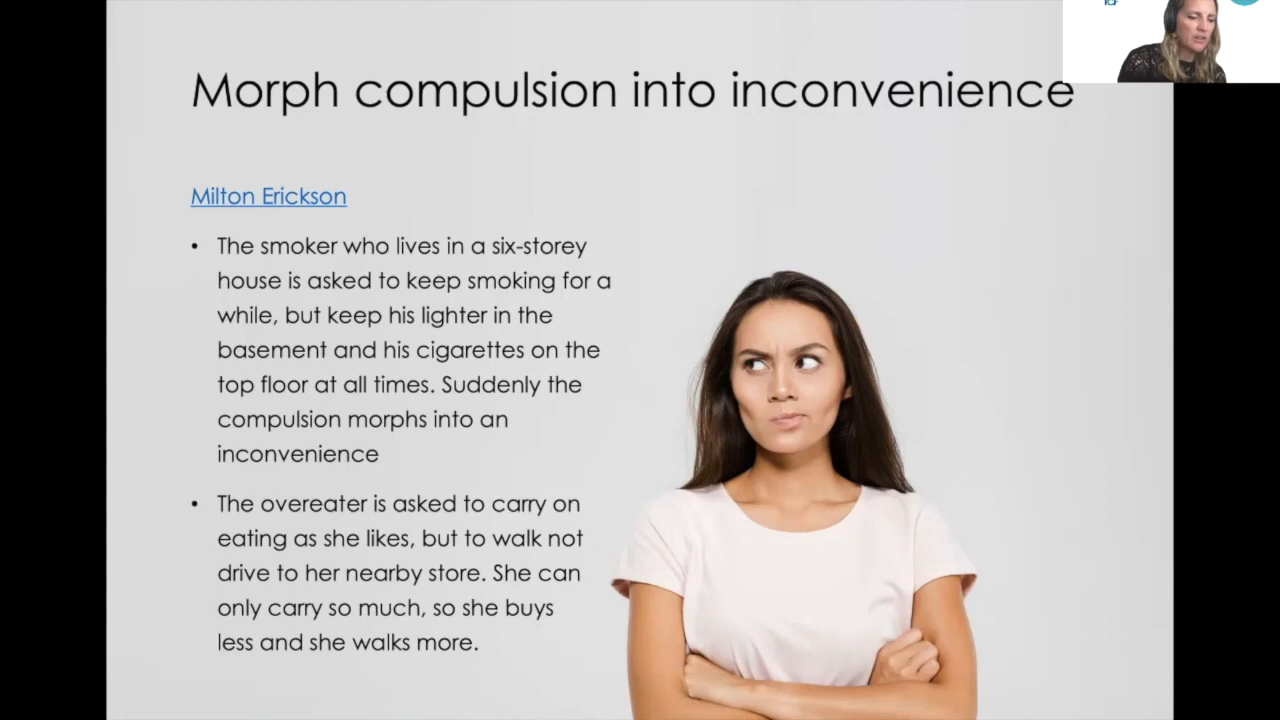 Morph compulsion into inconvenience
Milton Erickson
• The smoker who lives in a six-storey
house is asked to keep smoking for a
while, but keep his lighter in the
basement and his cigarettes on the
top floor at all times. Suddenly the
compulsion morphs into an
inconvenience
• The overeater is asked to carry on
eating as she likes, but to walk not
drive to her nearby store. She can
only carry so much, so she buys
less and she walks more.